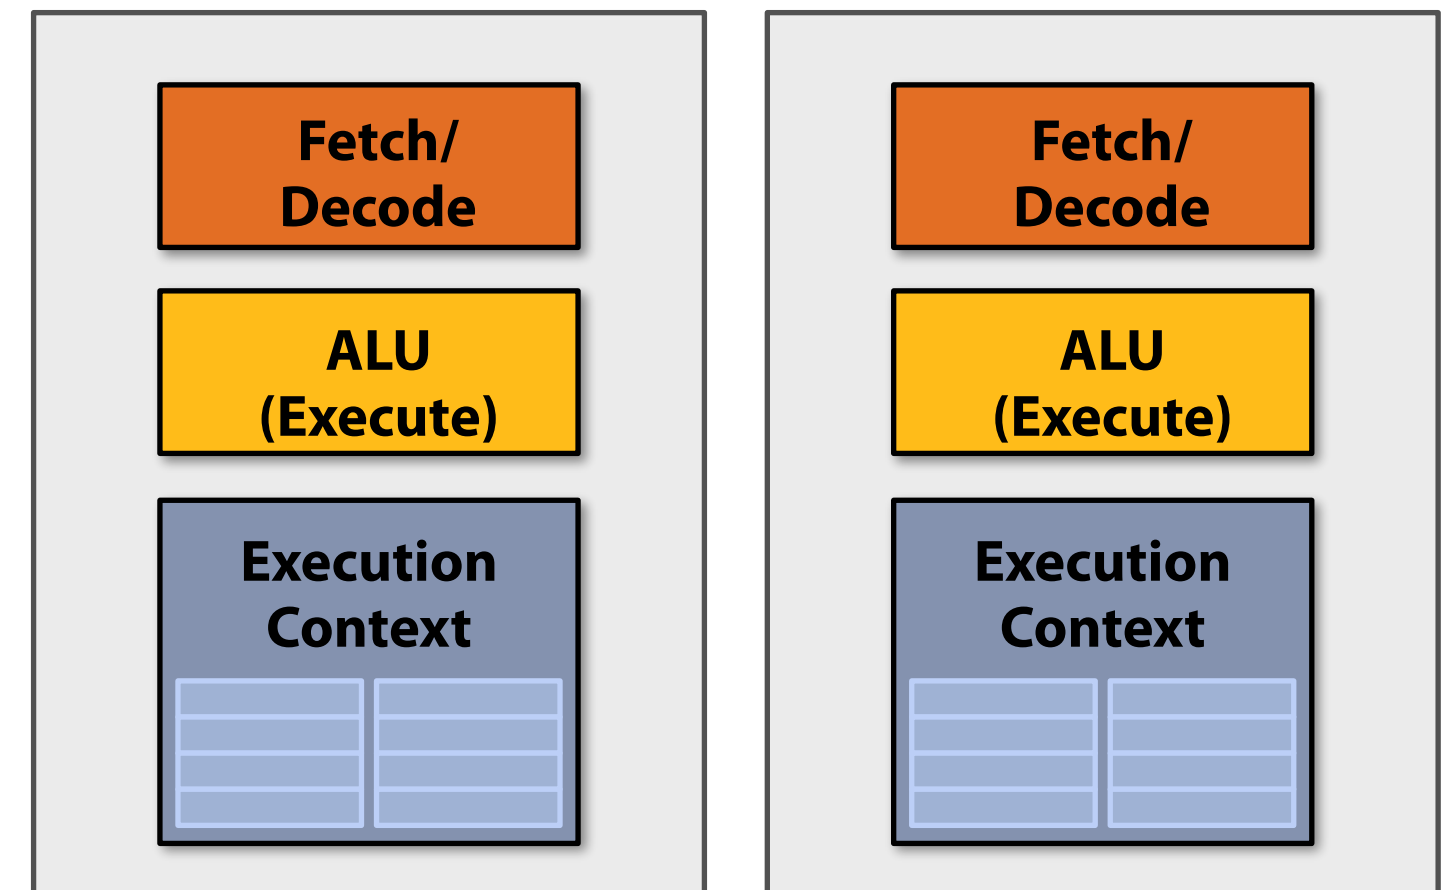 Fetch/
Decode
ALU
(Execute)
Execution
Context
Fetch/
Decode
ALU
(Execute)
Execution
Context